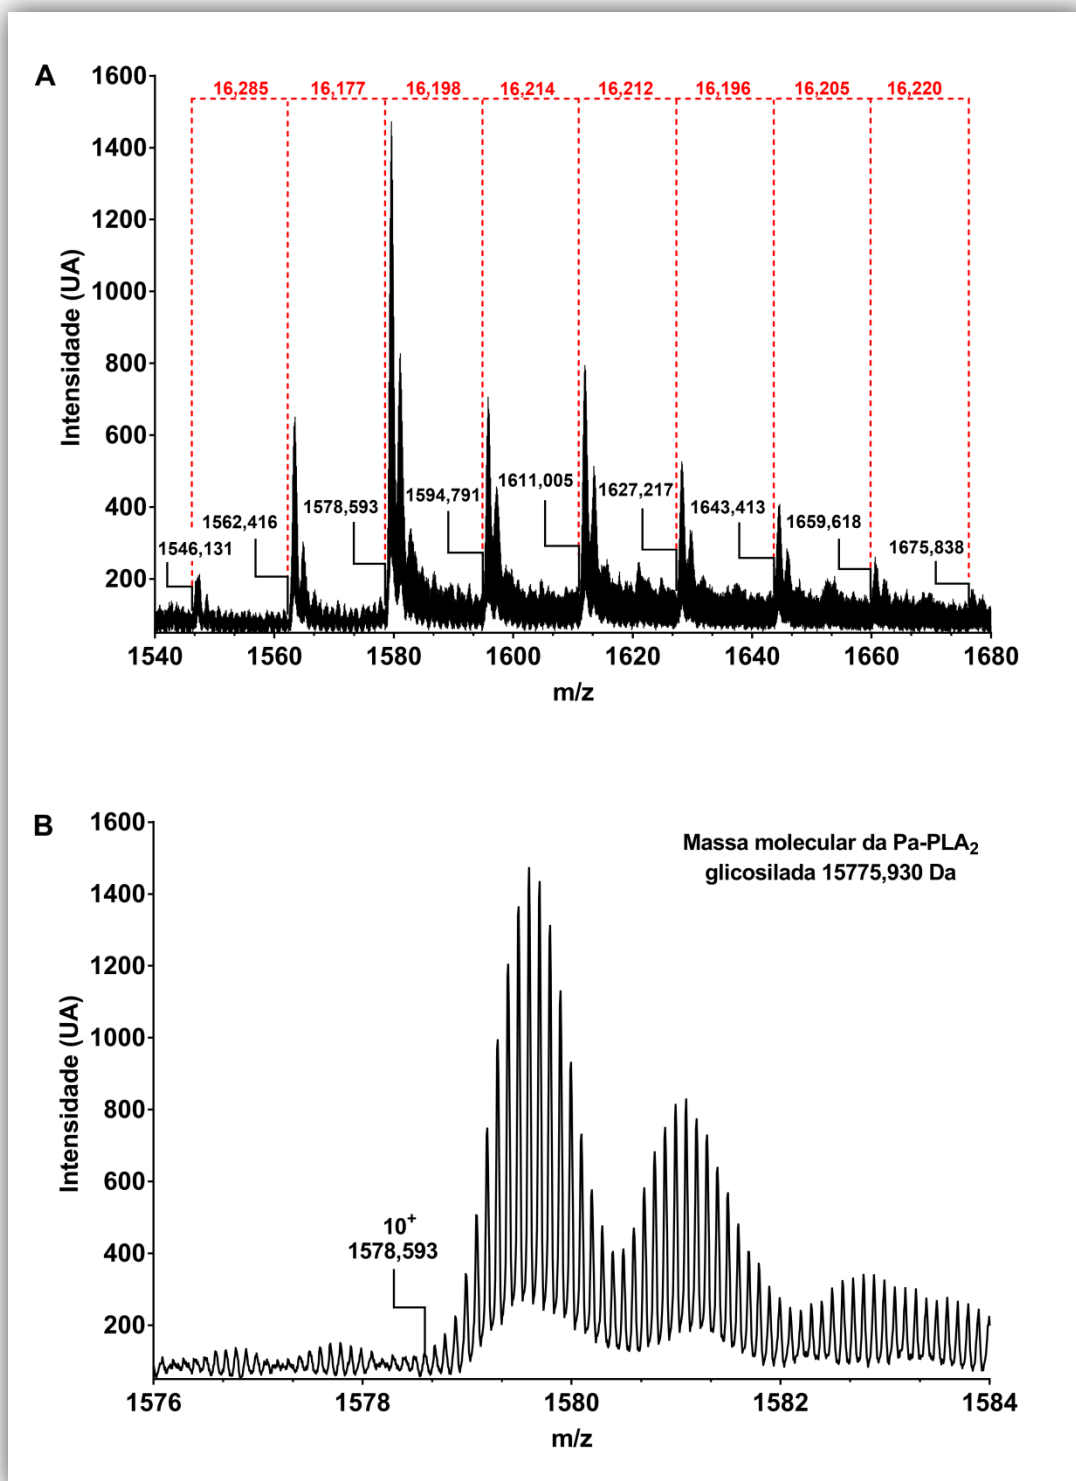 A
1600
1400
1200
1000
800
600
400
200
Intensidade (UA)
16,285 16,177 16,198 16,214 16,212 16,196 16,205 16,220
1546,131
1562,416
1578,593
1594,791
1611,005
1627,217
1643,413
1659,618
1675,838
1540 1560 1580 1600 1620 1640 1660 1680
m/z
B
1600
1400
1200
1000
800
600
400
200
Intensidade (UA)
Massa molecular da Pa-PLA₂
glicosilada 15775,930 Da
10⁺
1578,593
1576 1578 1580 1582 1584
m/z